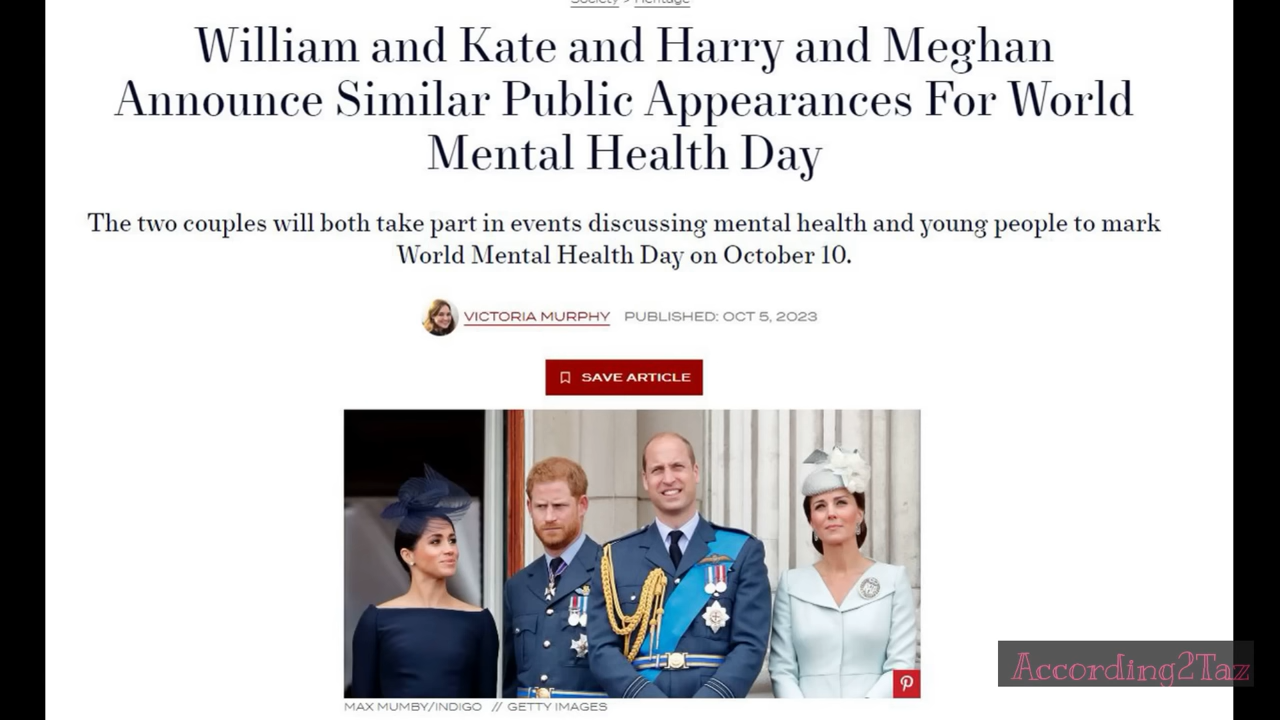 Society > Heritage
William and Kate and Harry and Meghan
Announce Similar Public Appearances For World
Mental Health Day
The two couples will both take part in events discussing mental health and young people to mark
World Mental Health Day on October 10.
VICTORIA MURPHY PUBLISHED: OCT 5, 2023
SAVE ARTICLE
MAX MUMBY/INDIGO // GETTY IMAGES
According2Taz